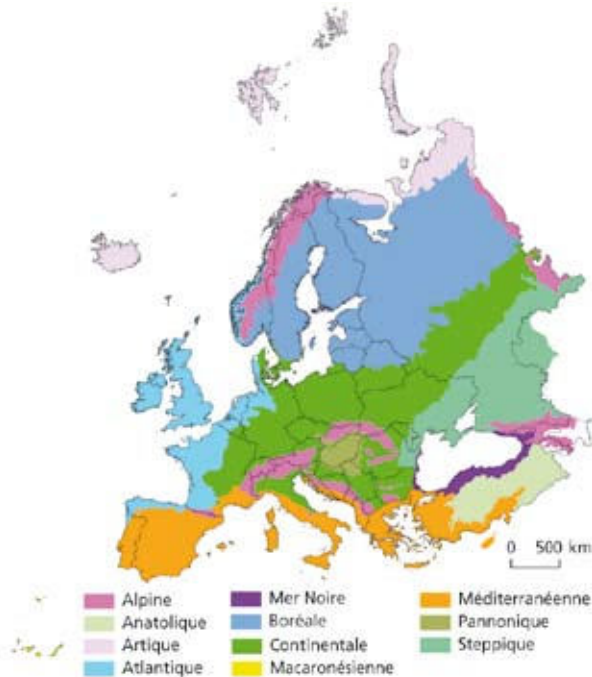 0 500 km
Alpine
Anatolique
Artique
Atlantique
Mer Noire
Boréale
Continentale
Macaronésienne
Méditerranéenne
Pannonique
Steppique